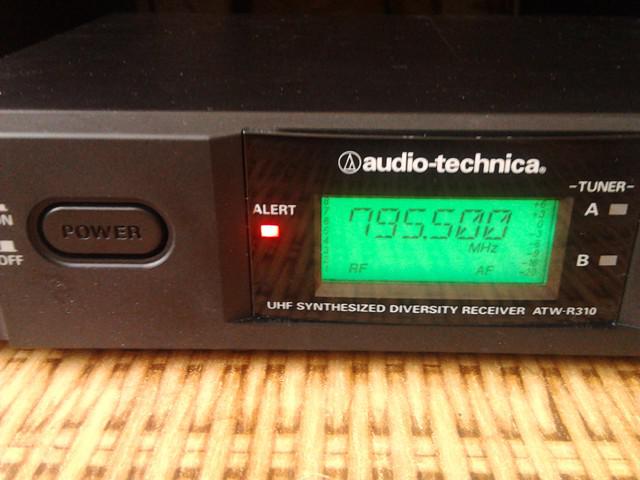 audio-technica®
-TUNER-
ALERT
A
ON
POWER
795.500
MHz
OFF
B
RF AF
UHF SYNTHESIZED DIVERSITY RECEIVER ATW-R310